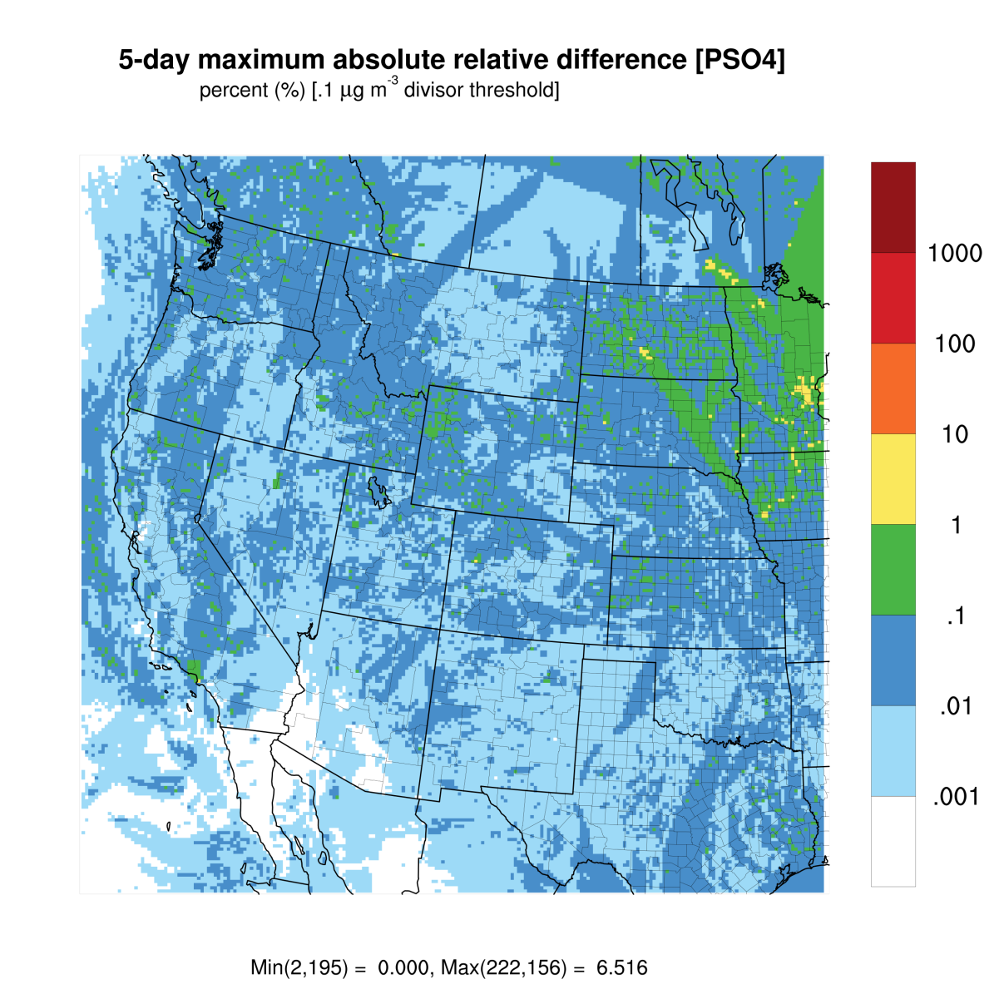 5-day maximum absolute relative difference [PSO4]
percent (%) [.1 μg m-3 divisor threshold]
1000
100
10
1
.1
.01
.001
Min(2,195) = 0.000, Max(222,156) = 6.516